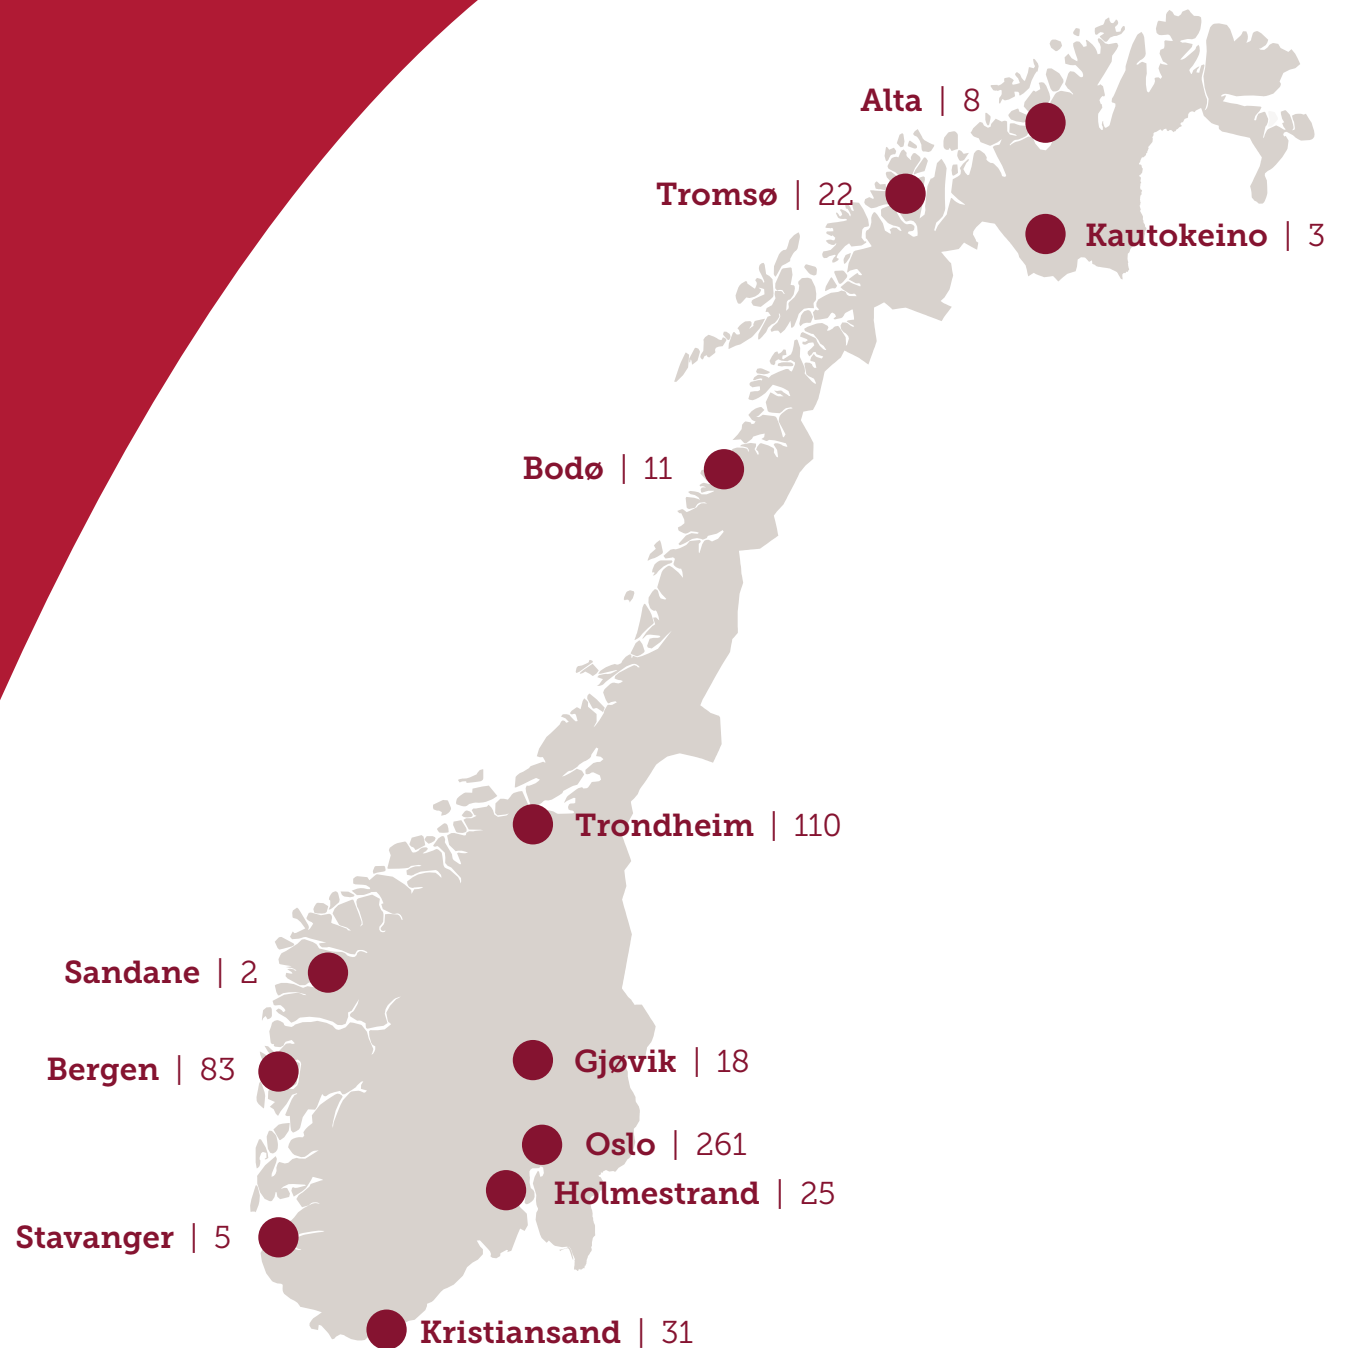 Alta | 8
Tromsø | 22
Kautokeino | 3
Bodø | 11
Trondheim | 110
Sandane | 2
Gjøvik | 18
Bergen | 83
Oslo | 261
Holmestrand | 25
Stavanger | 5
Kristiansand | 31